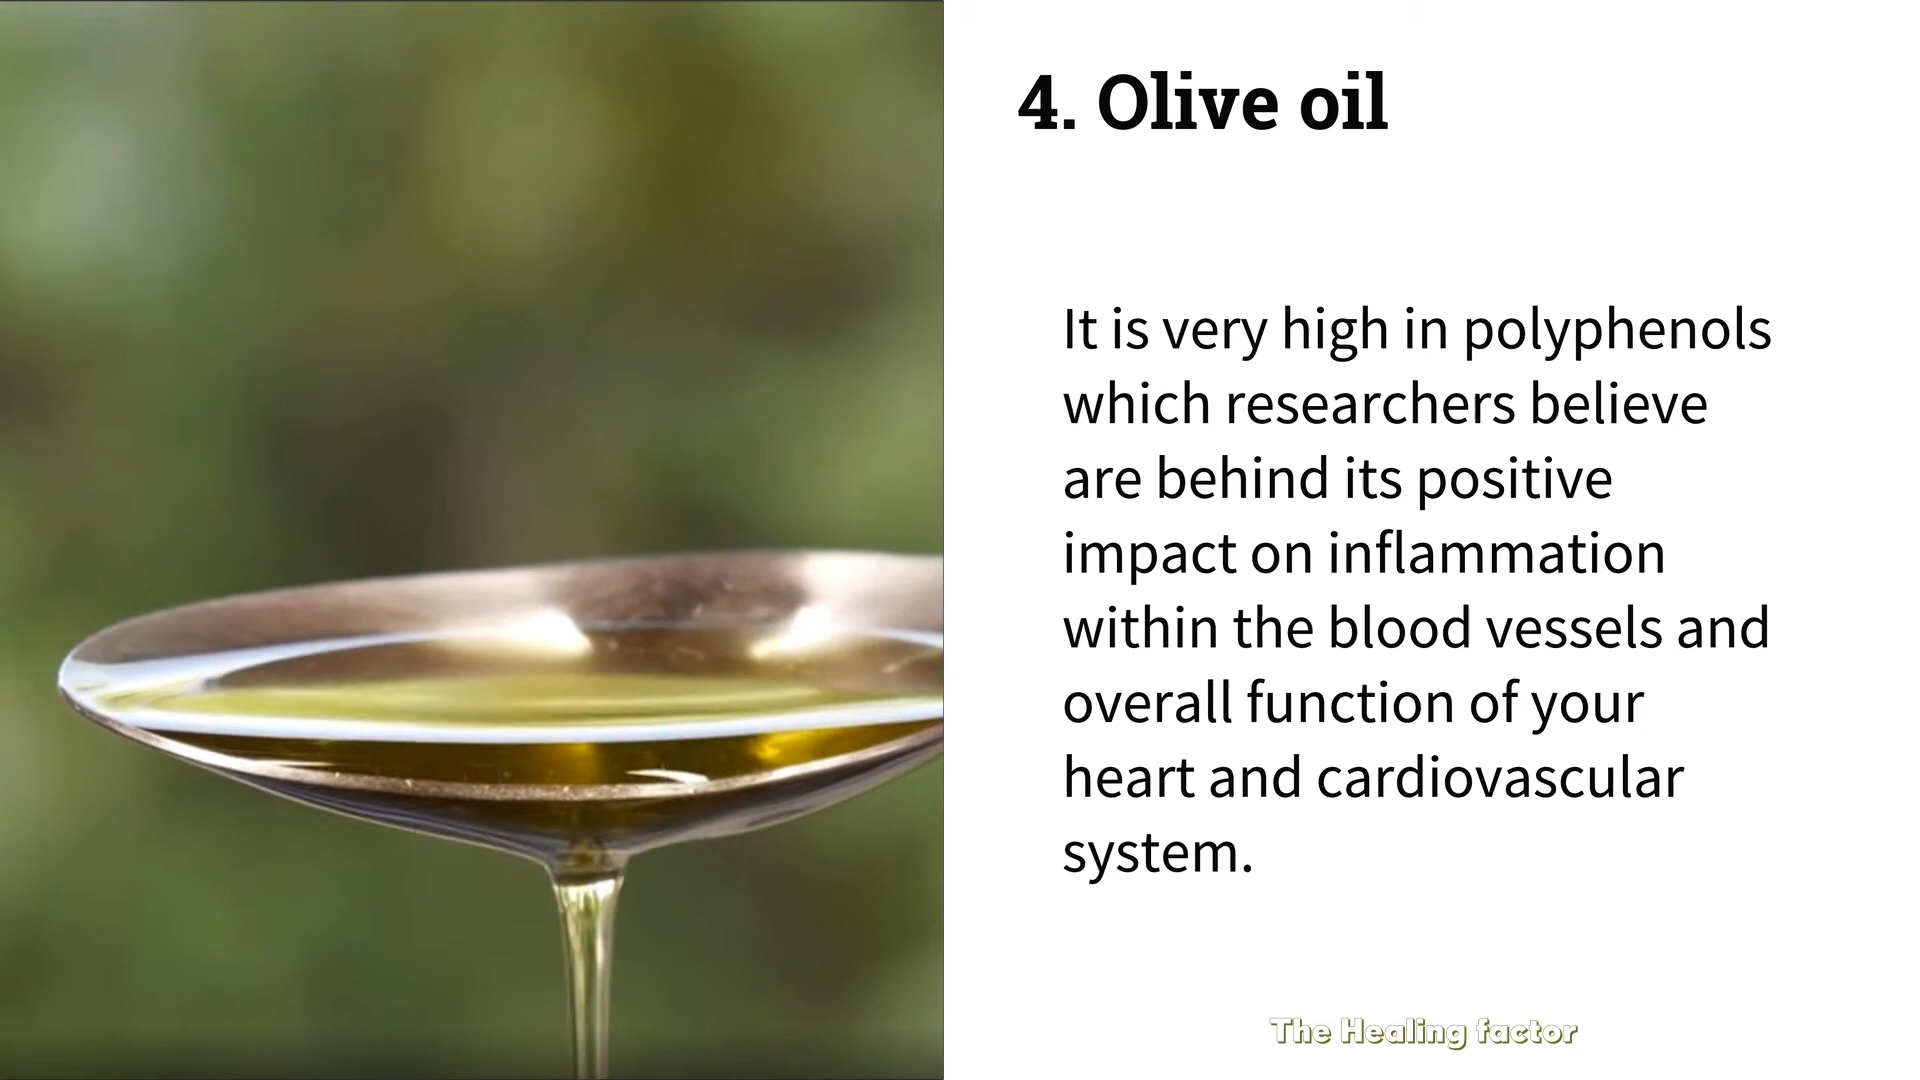 4. Olive oil
It is very high in polyphenols
which researchers believe
are behind its positive
impact on inflammation
within the blood vessels and
overall function of your
heart and cardiovascular
system.
The Healing factor